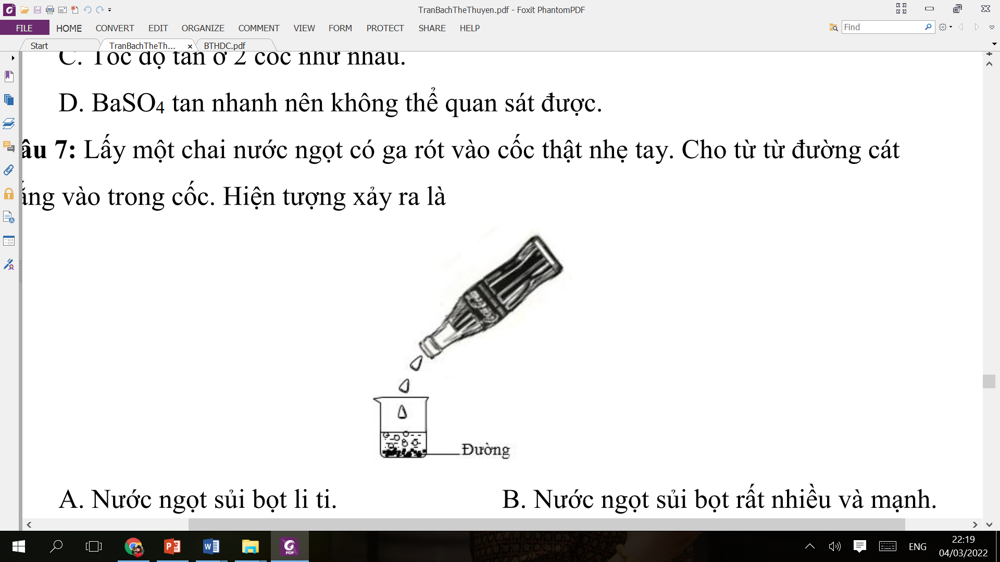 TranBachTheThuyen.pdf - Foxit PhantomPDF
FILE HOME CONVERT EDIT ORGANIZE COMMENT VIEW FORM PROTECT SHARE HELP
Find
Start TranBachTheTh... × BTHDC.pdf
C. Tốc độ tan ở 2 cốc như nhau.
D. BaSO₄ tan nhanh nên không thể quan sát được.
âu 7: Lấy một chai nước ngọt có ga rót vào cốc thật nhẹ tay. Cho từ từ đường cát
ắng vào trong cốc. Hiện tượng xảy ra là
Đường
A. Nước ngọt sủi bọt li ti. B. Nước ngọt sủi bọt rất nhiều và mạnh.
PDF
ENG
22:19
04/03/2022